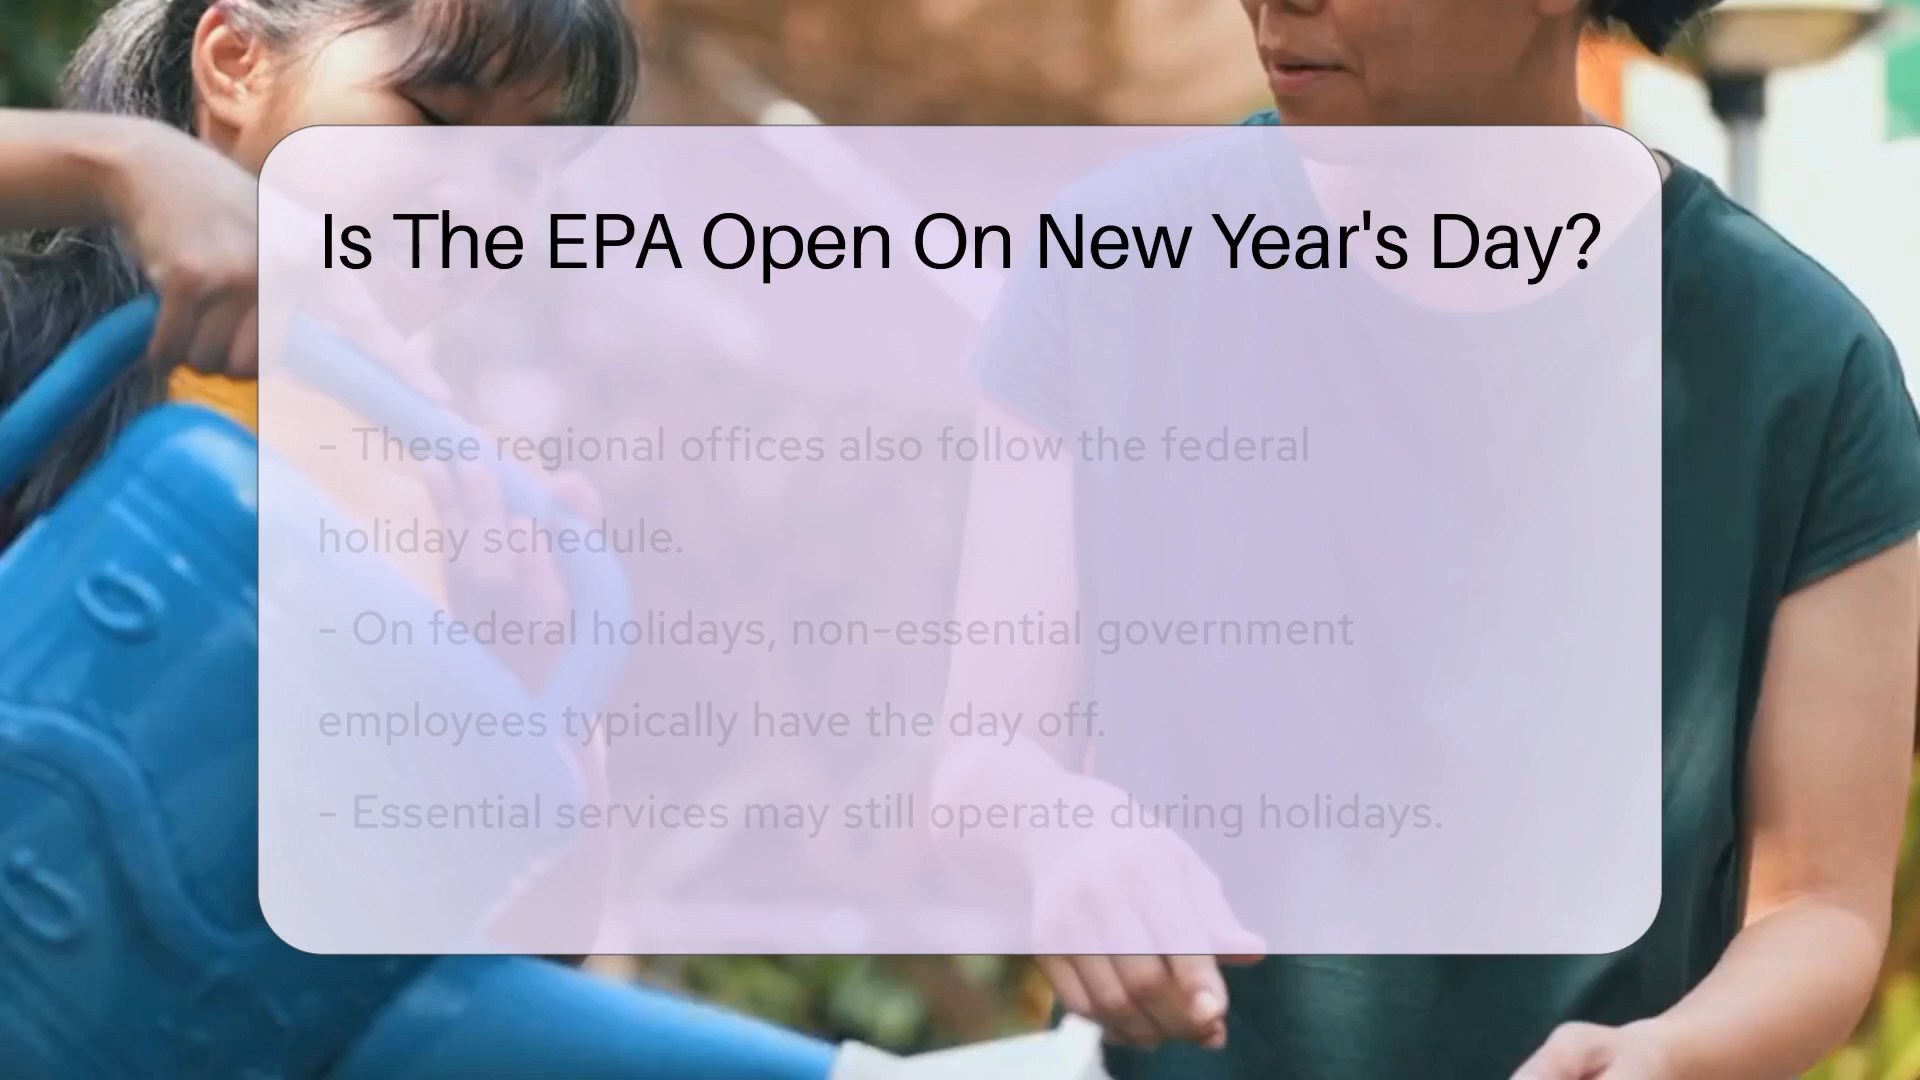 Is The EPA Open On New Year's Day?
- These regional offices also follow the federal
holiday schedule.
- On federal holidays, non-essential government
employees typically have the day off.
- Essential services may still operate during holidays.